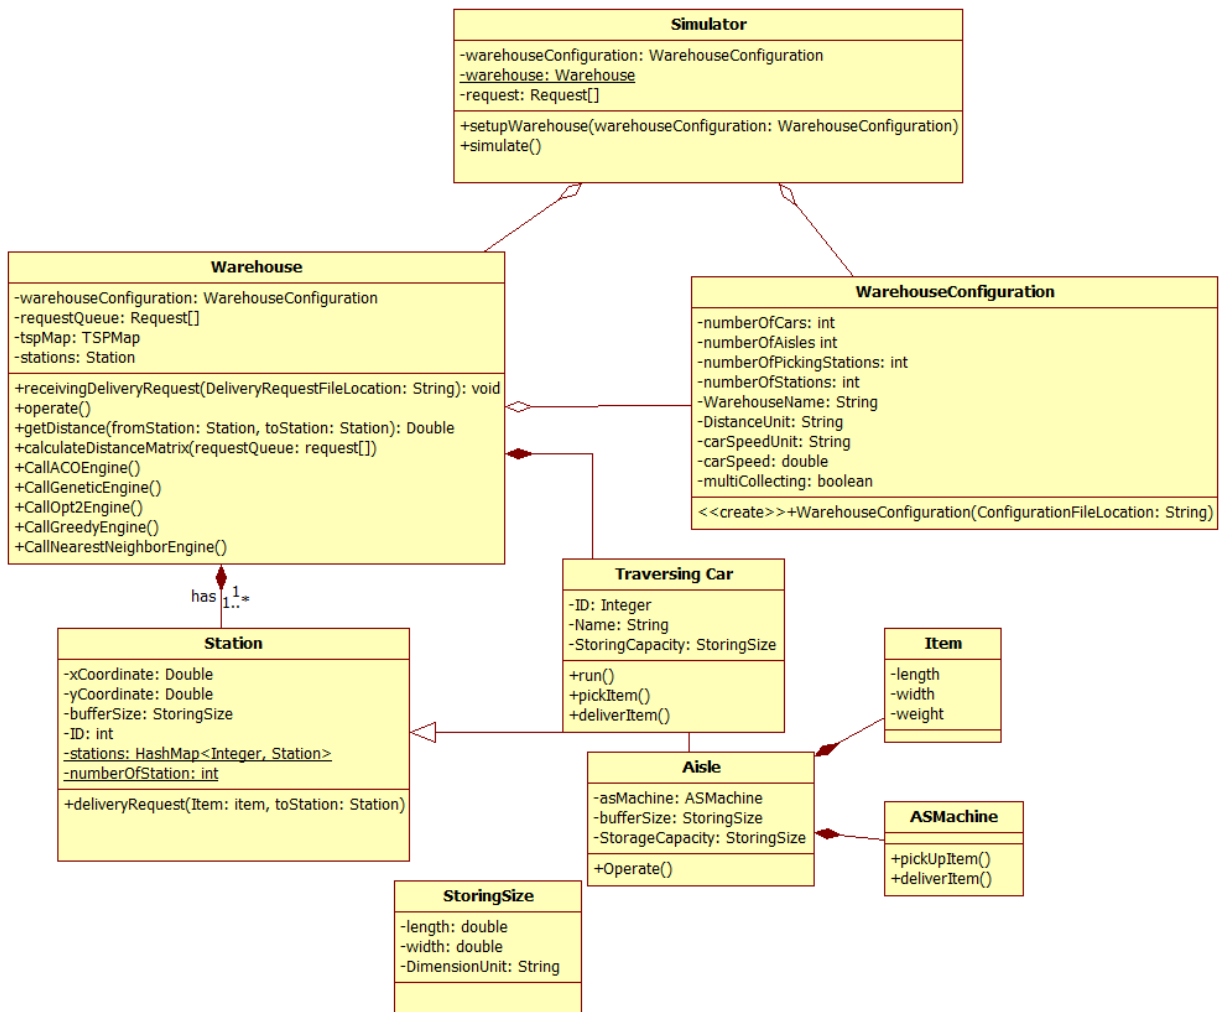 Simulator
-warehouseConfiguration: WarehouseConfiguration
-warehouse: Warehouse
-request: Request[]
+setupWarehouse(warehouseConfiguration: WarehouseConfiguration)
+simulate()
Warehouse
-warehouseConfiguration: WarehouseConfiguration
-requestQueue: Request[]
-tspMap: TSPMap
-stations: Station
+receivingDeliveryRequest(DeliveryRequestFileLocation: String): void
+operate()
+getDistance(fromStation: Station, toStation: Station): Double
+calculateDistanceMatrix(requestQueue: request[])
+CallACOEngine()
+CallGeneticEngine()
+CallOpt2Engine()
+CallGreedyEngine()
+CallNearestNeighborEngine()
WarehouseConfiguration
-numberOfCars: int
-numberOfAisles int
-numberOfPickingStations: int
-numberOfStations: int
-WarehouseName: String
-DistanceUnit: String
-carSpeedUnit: String
-carSpeed: double
-multiCollecting: boolean
<<create>>+WarehouseConfiguration(ConfigurationFileLocation: String)
has 1
1..*
Traversing Car
-ID: Integer
-Name: String
-StoringCapacity: StoringSize
+run()
+pickItem()
+deliverItem()
Station
-xCoordinate: Double
-yCoordinate: Double
-bufferSize: StoringSize
-ID: int
-stations: HashMap<Integer, Station>
-numberOfStation: int
+deliveryRequest(Item: item, toStation: Station)
Item
-length
-width
-weight
Aisle
-asMachine: ASMachine
-bufferSize: StoringSize
-StorageCapacity: StoringSize
+Operate()
ASMachine
+pickUpItem()
+deliverItem()
StoringSize
-length: double
-width: double
-DimensionUnit: String